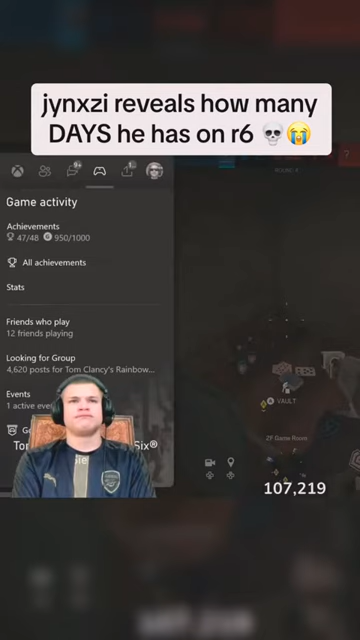 jynxzi reveals how many
DAYS he has on r6 💀😭
Game activity
Achievements
47/48 G 950/1000
All achievements
Stats
Friends who play
12 friends playing
Looking for Group
4,620 posts for Tom Clancy's Rainbow...
Events
1 active eve
Six®
VAULT
2F Game Room
107,219